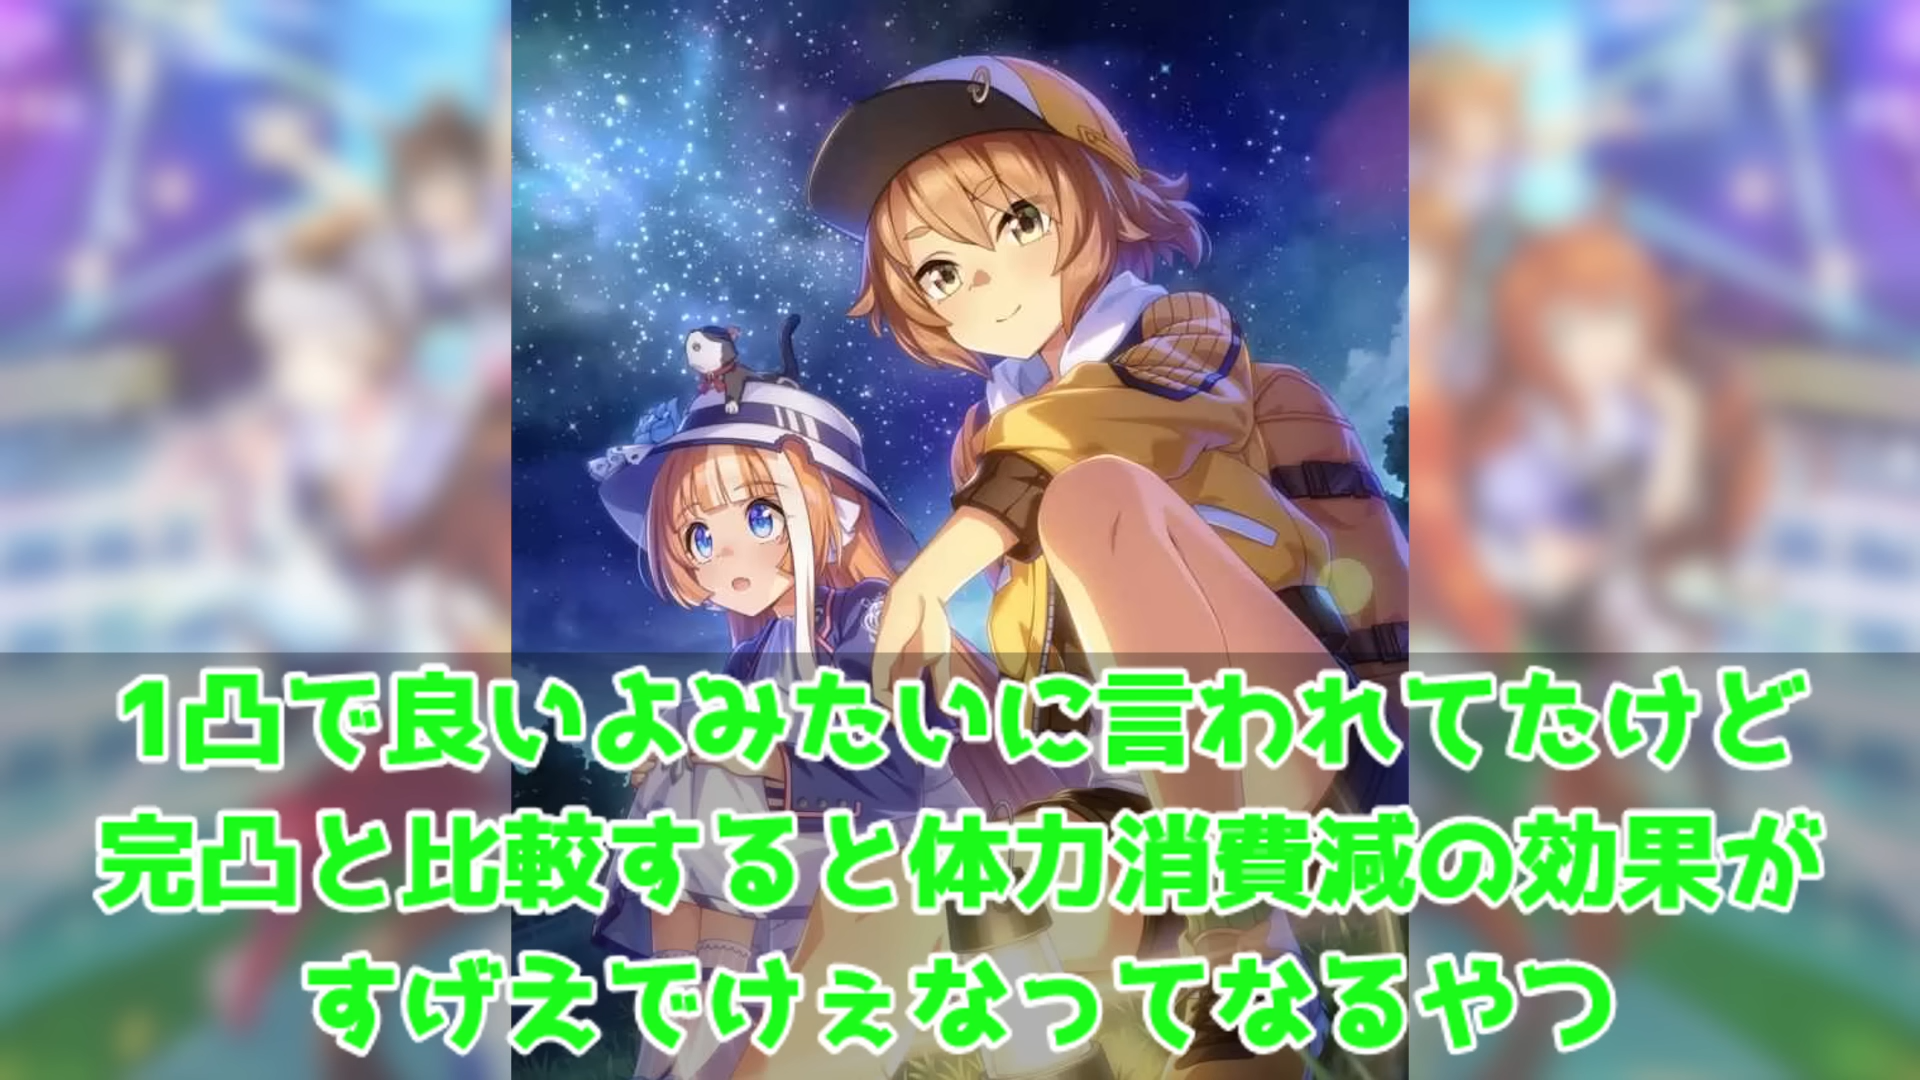 1凸で良いよみたいに言われてたけど
完凸と比較すると体力消費減の効果が
すげえでけぇなってなるやつ